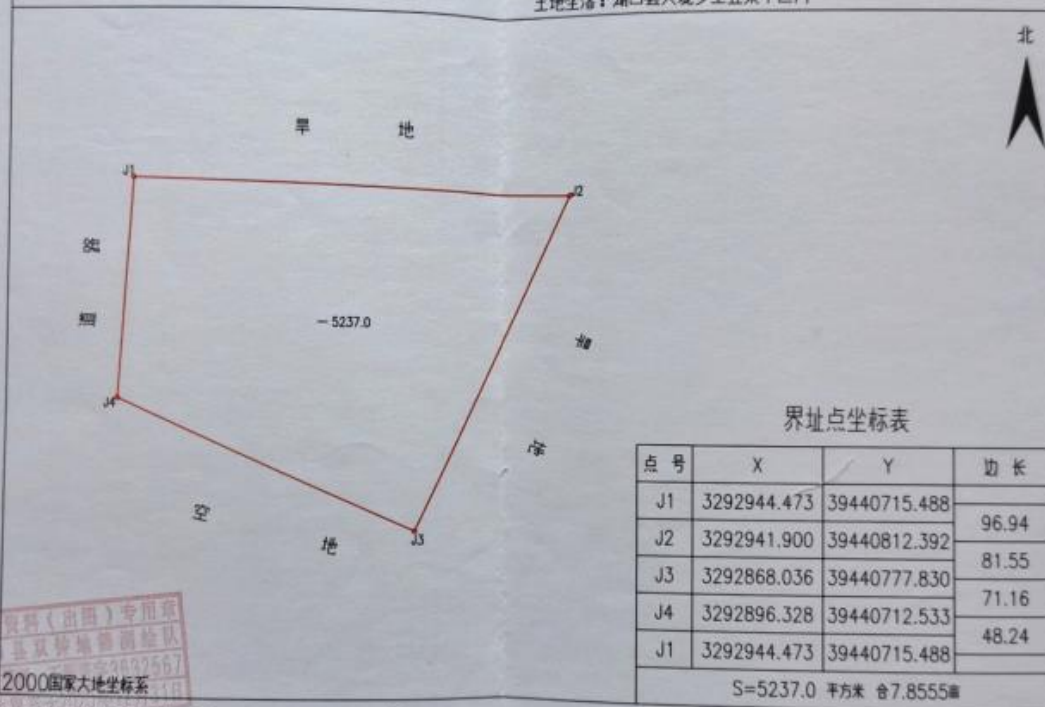 北
旱 地
J1
J2
路
道
-5237.0
J4
空
地
J3
界址点坐标表
点 号 X Y 边 长
J1 3292944.473 39440715.488
96.94
J2 3292941.900 39440812.392
81.55
J3 3292868.036 39440777.830
71.16
J4 3292896.328 39440712.533
48.24
J1 3292944.473 39440715.488
S=5237.0 平方米 合7.8555亩
2000国家大地坐标系